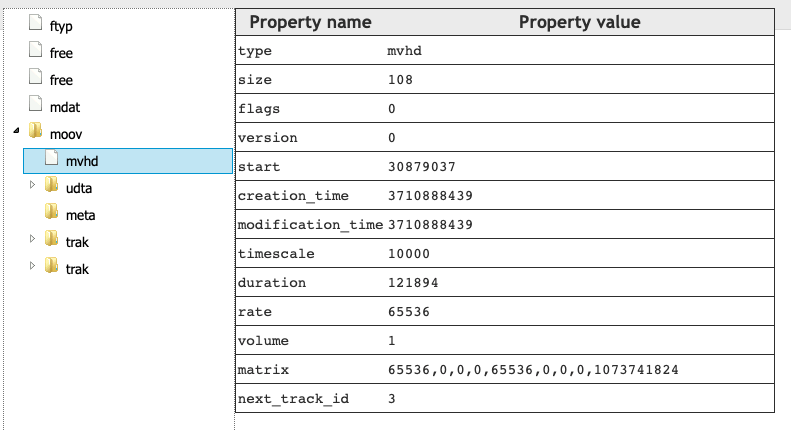 ftyp
free
free
mdat
moov
mvhd
udta
meta
trak
trak
Property name Property value
type mvhd
size 108
flags 0
version 0
start 30879037
creation_time 3710888439
modification_time 3710888439
timescale 10000
duration 121894
rate 65536
volume 1
matrix 65536,0,0,0,65536,0,0,0,1073741824
next_track_id 3